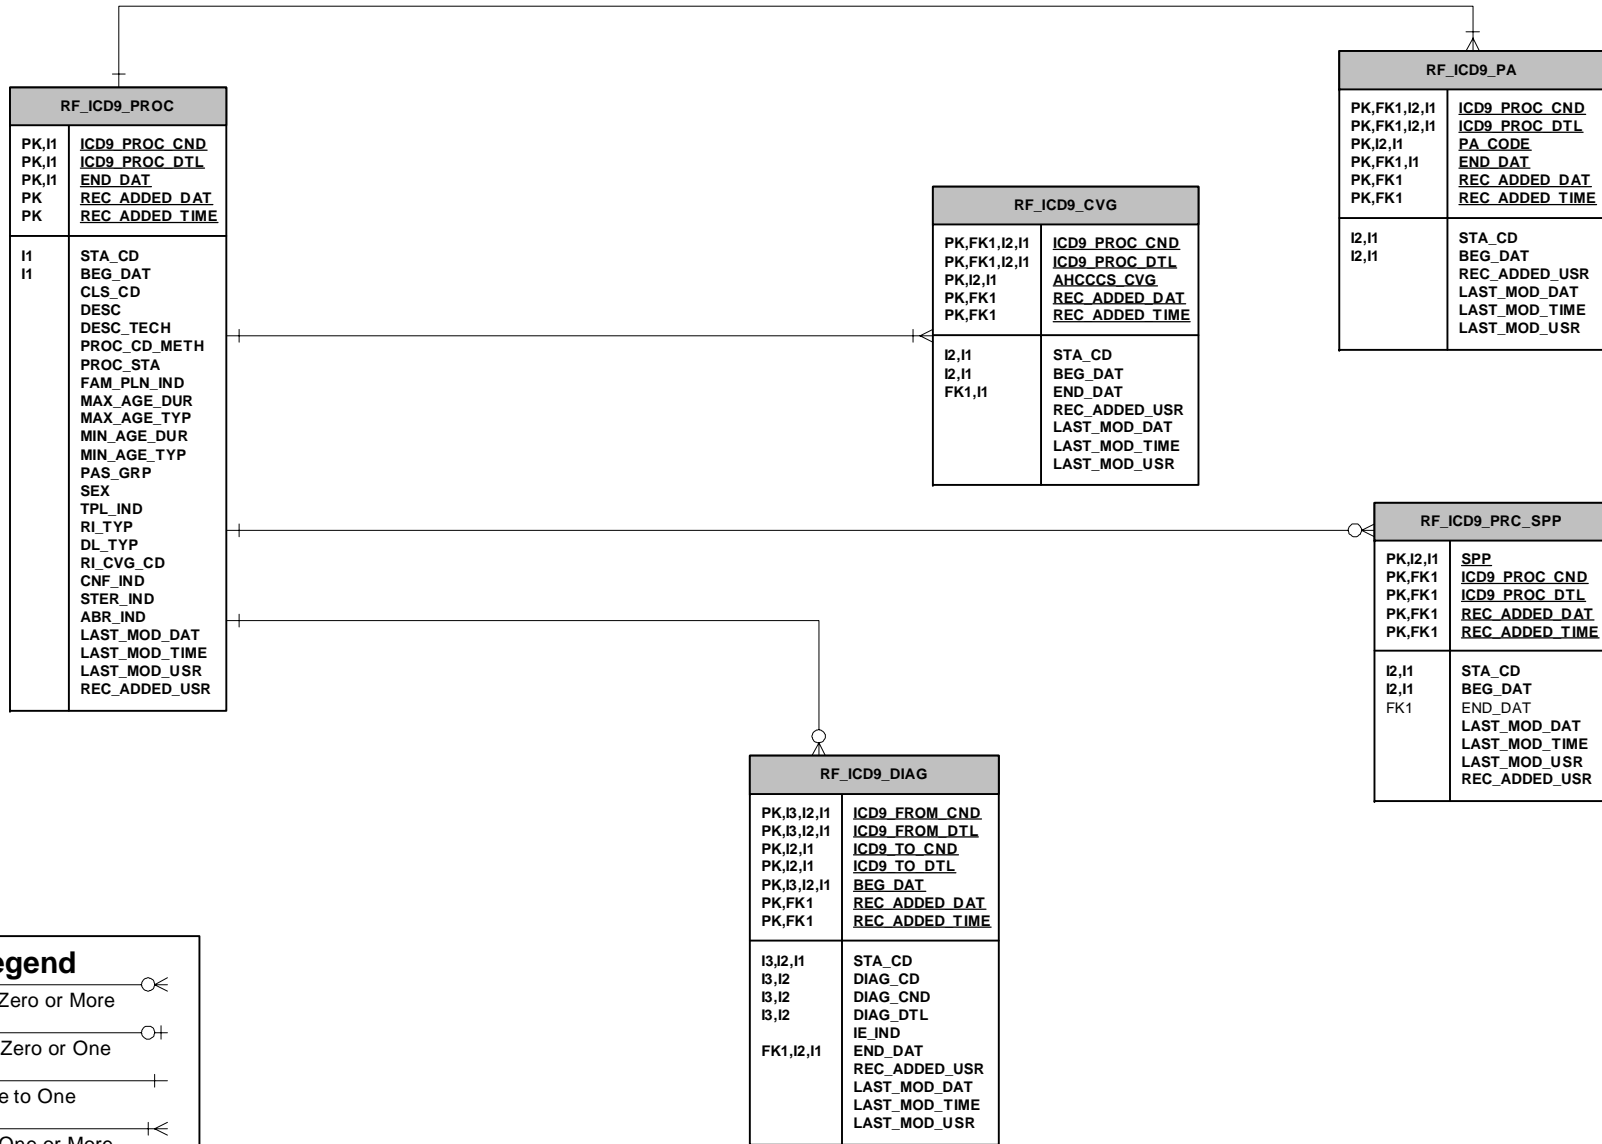 RF_ICD9_PROC
PK,I1 ICD9_PROC_CND
PK,I1 ICD9_PROC_DTL
PK,I1 END_DAT
PK REC_ADDED_DAT
PK REC_ADDED_TIME
I1 STA_CD
I1 BEG_DAT
CLS_CD
DESC
DESC_TECH
PROC_CD_METH
PROC_STA
FAM_PLN_IND
MAX_AGE_DUR
MAX_AGE_TYP
MIN_AGE_DUR
MIN_AGE_TYP
PAS_GRP
SEX
TPL_IND
RI_TYP
DL_TYP
RI_CVG_CD
CNF_IND
STER_IND
ABR_IND
LAST_MOD_DAT
LAST_MOD_TIME
LAST_MOD_USR
REC_ADDED_USR
RF_ICD9_PA
PK,FK1,I2,I1 ICD9_PROC_CND
PK,FK1,I2,I1 ICD9_PROC_DTL
PK,I2,I1 PA_CODE
PK,FK1,I1 END_DAT
PK,FK1 REC_ADDED_DAT
PK,FK1 REC_ADDED_TIME
I2,I1 STA_CD
I2,I1 BEG_DAT
REC_ADDED_USR
LAST_MOD_DAT
LAST_MOD_TIME
LAST_MOD_USR
RF_ICD9_CVG
PK,FK1,I2,I1 ICD9_PROC_CND
PK,FK1,I2,I1 ICD9_PROC_DTL
PK,I2,I1 AHCCCS_CVG
PK,FK1 REC_ADDED_DAT
PK,FK1 REC_ADDED_TIME
I2,I1 STA_CD
I2,I1 BEG_DAT
FK1,I1 END_DAT
REC_ADDED_USR
LAST_MOD_DAT
LAST_MOD_TIME
LAST_MOD_USR
RF_ICD9_PRC_SPP
PK,I2,I1 SPP
PK,FK1 ICD9_PROC_CND
PK,FK1 ICD9_PROC_DTL
PK,FK1 REC_ADDED_DAT
PK,FK1 REC_ADDED_TIME
I2,I1 STA_CD
I2,I1 BEG_DAT
FK1 END_DAT
LAST_MOD_DAT
LAST_MOD_TIME
LAST_MOD_USR
REC_ADDED_USR
RF_ICD9_DIAG
PK,I3,I2,I1 ICD9_FROM_CND
PK,I3,I2,I1 ICD9_FROM_DTL
PK,I2,I1 ICD9_TO_CND
PK,I2,I1 ICD9_TO_DTL
PK,I3,I2,I1 BEG_DAT
PK,FK1 REC_ADDED_DAT
PK,FK1 REC_ADDED_TIME
I3,I2,I1 STA_CD
I3,I2 DIAG_CD
I3,I2 DIAG_CND
I3,I2 DIAG_DTL
IE_IND
FK1,I2,I1 END_DAT
REC_ADDED_USR
LAST_MOD_DAT
LAST_MOD_TIME
LAST_MOD_USR
egend
Zero or More
Zero or One
e to One
One or More